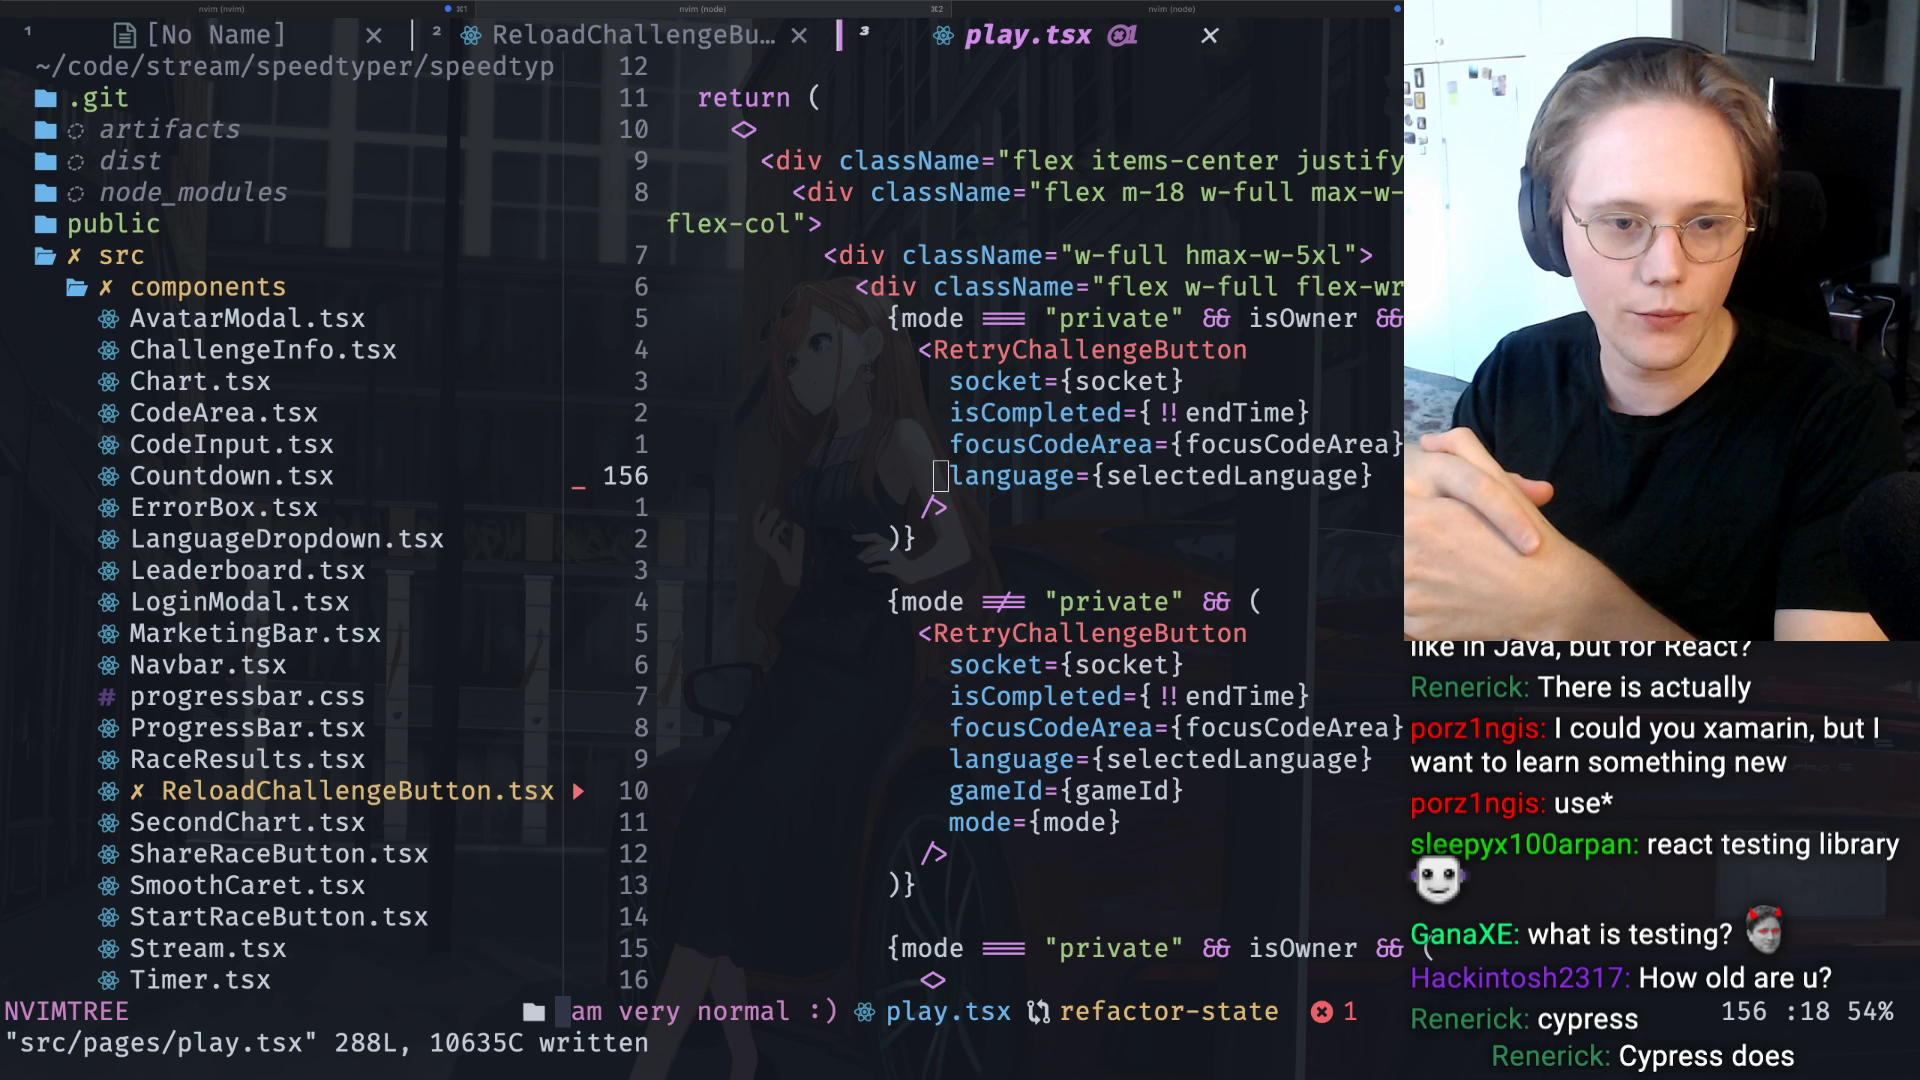 nvim (nvim) ⌘1 nvim (node) ⌘2 nvim (node)
1 [No Name] × 2 ReloadChallengeBu… × 3 play.tsx 1 ×
~/code/stream/speedtyper/speedtyp
.git
artifacts
dist
node_modules
public
✗ src
✗ components
AvatarModal.tsx
ChallengeInfo.tsx
Chart.tsx
CodeArea.tsx
CodeInput.tsx
Countdown.tsx
ErrorBox.tsx
LanguageDropdown.tsx
Leaderboard.tsx
LoginModal.tsx
MarketingBar.tsx
Navbar.tsx
# progressbar.css
ProgressBar.tsx
RaceResults.tsx
✗ ReloadChallengeButton.tsx
SecondChart.tsx
ShareRaceButton.tsx
SmoothCaret.tsx
StartRaceButton.tsx
Stream.tsx
Timer.tsx
12
11 return (
10 <>
9 <div className="flex items-center justify
8 <div className="flex m-18 w-full max-w-
flex-col">
7 <div className="w-full hmax-w-5xl">
6 <div className="flex w-full flex-wr
5 {mode === "private" && isOwner &&
4 <RetryChallengeButton
3 socket={socket}
2 isCompleted={!!endTime}
1 focusCodeArea={focusCodeArea}
_ 156 language={selectedLanguage}
1 />
2 )}
3
4 {mode !== "private" && (
5 <RetryChallengeButton
6 socket={socket}
7 isCompleted={!!endTime}
8 focusCodeArea={focusCodeArea}
9 language={selectedLanguage}
10 gameId={gameId}
11 mode={mode}
12 />
13 )}
14
15 {mode === "private" && isOwner && (
16 <>
NVIMTREE am very normal :) play.tsx refactor-state 1 156 :18 54%
"src/pages/play.tsx" 288L, 10635C written
like in Java, but for React?
Renerick: There is actually
porz1ngis: I could you xamarin, but I
want to learn something new
porz1ngis: use*
sleepyx100arpan: react testing library
GanaXE: what is testing?
Hackintosh2317: How old are u?
Renerick: cypress
Renerick: Cypress does